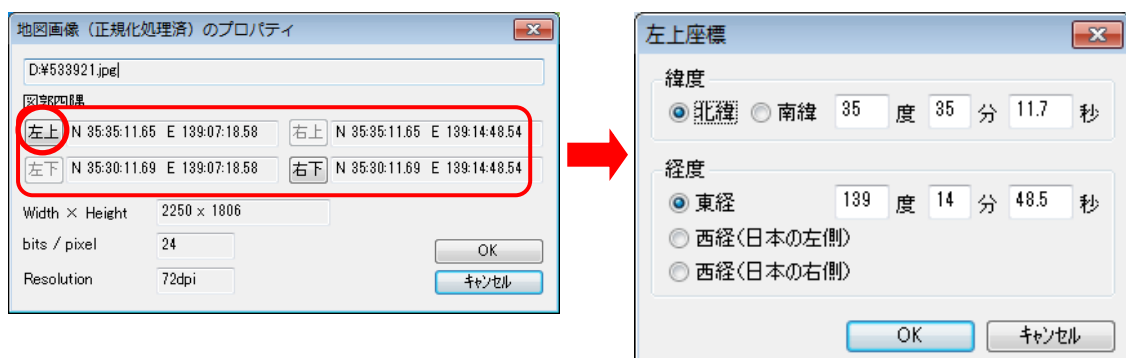 地図画像（正規化処理済）のプロパティ
D:¥533921.jpg
図郭四隅
左上 N 35:35:11.65 E 139:07:18.58 右上 N 35:35:11.65 E 139:14:48.54
左下 N 35:30:11.69 E 139:07:18.58 右下 N 35:30:11.69 E 139:14:48.54
Width × Height 2250 × 1806
bits / pixel 24
OK
Resolution 72dpi
キャンセル
左上座標
緯度
北緯 南緯 35 度 35 分 11.7 秒
経度
東経 139 度 14 分 48.5 秒
西経(日本の左側)
西経(日本の右側)
OK キャンセル